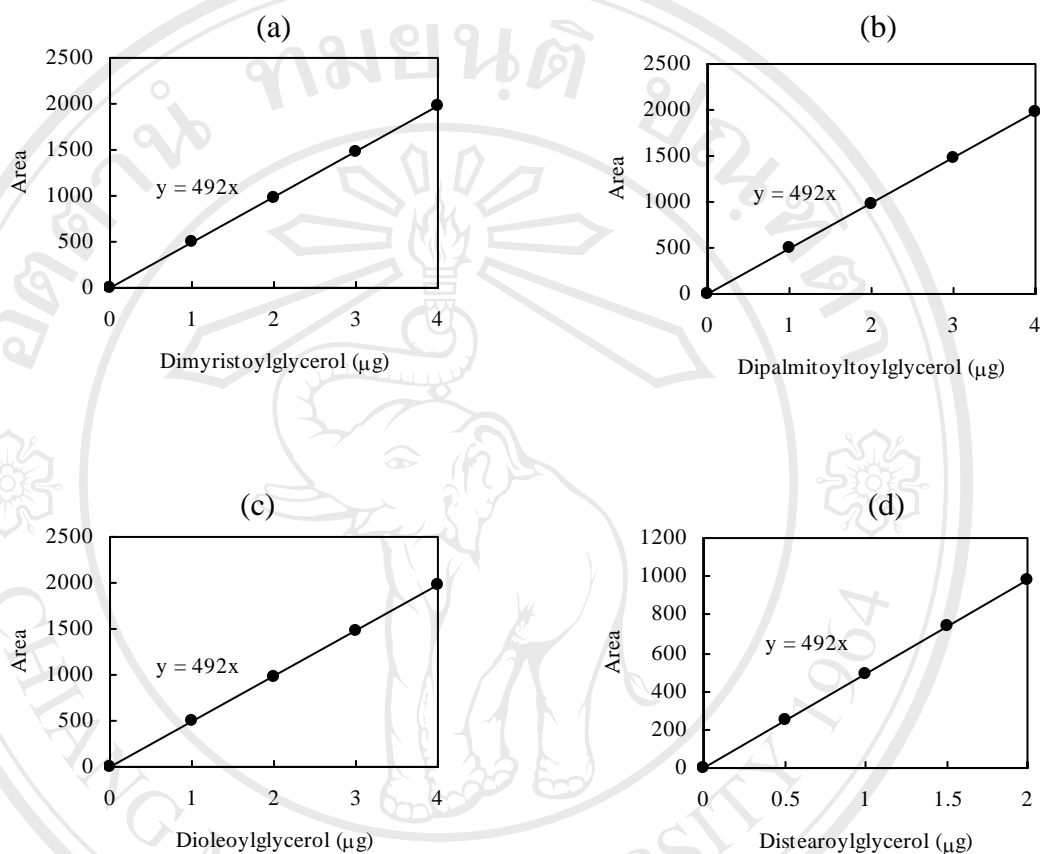 (a)
2500
2000
1500
1000
500
0
Area
y = 492x
0 1 2 3 4
Dimyristoylglycerol (μg)
(b)
2500
2000
1500
1000
500
0
Area
y = 492x
0 1 2 3 4
Dipalmitoyltoylglycerol (μg)
(c)
2500
2000
1500
1000
500
0
Area
y = 492x
0 1 2 3 4
Dioleoylglycerol (μg)
(d)
1200
1000
800
600
400
200
0
Area
y = 492x
0 0.5 1 1.5 2
Distearoylglycerol (μg)